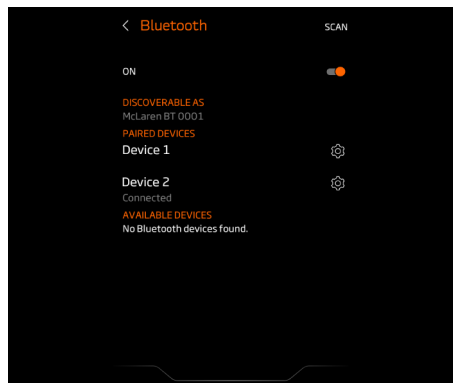 Bluetooth SCAN
ON
DISCOVERABLE AS
McLaren BT 0001
PAIRED DEVICES
Device 1
Device 2
Connected
AVAILABLE DEVICES
No Bluetooth devices found.